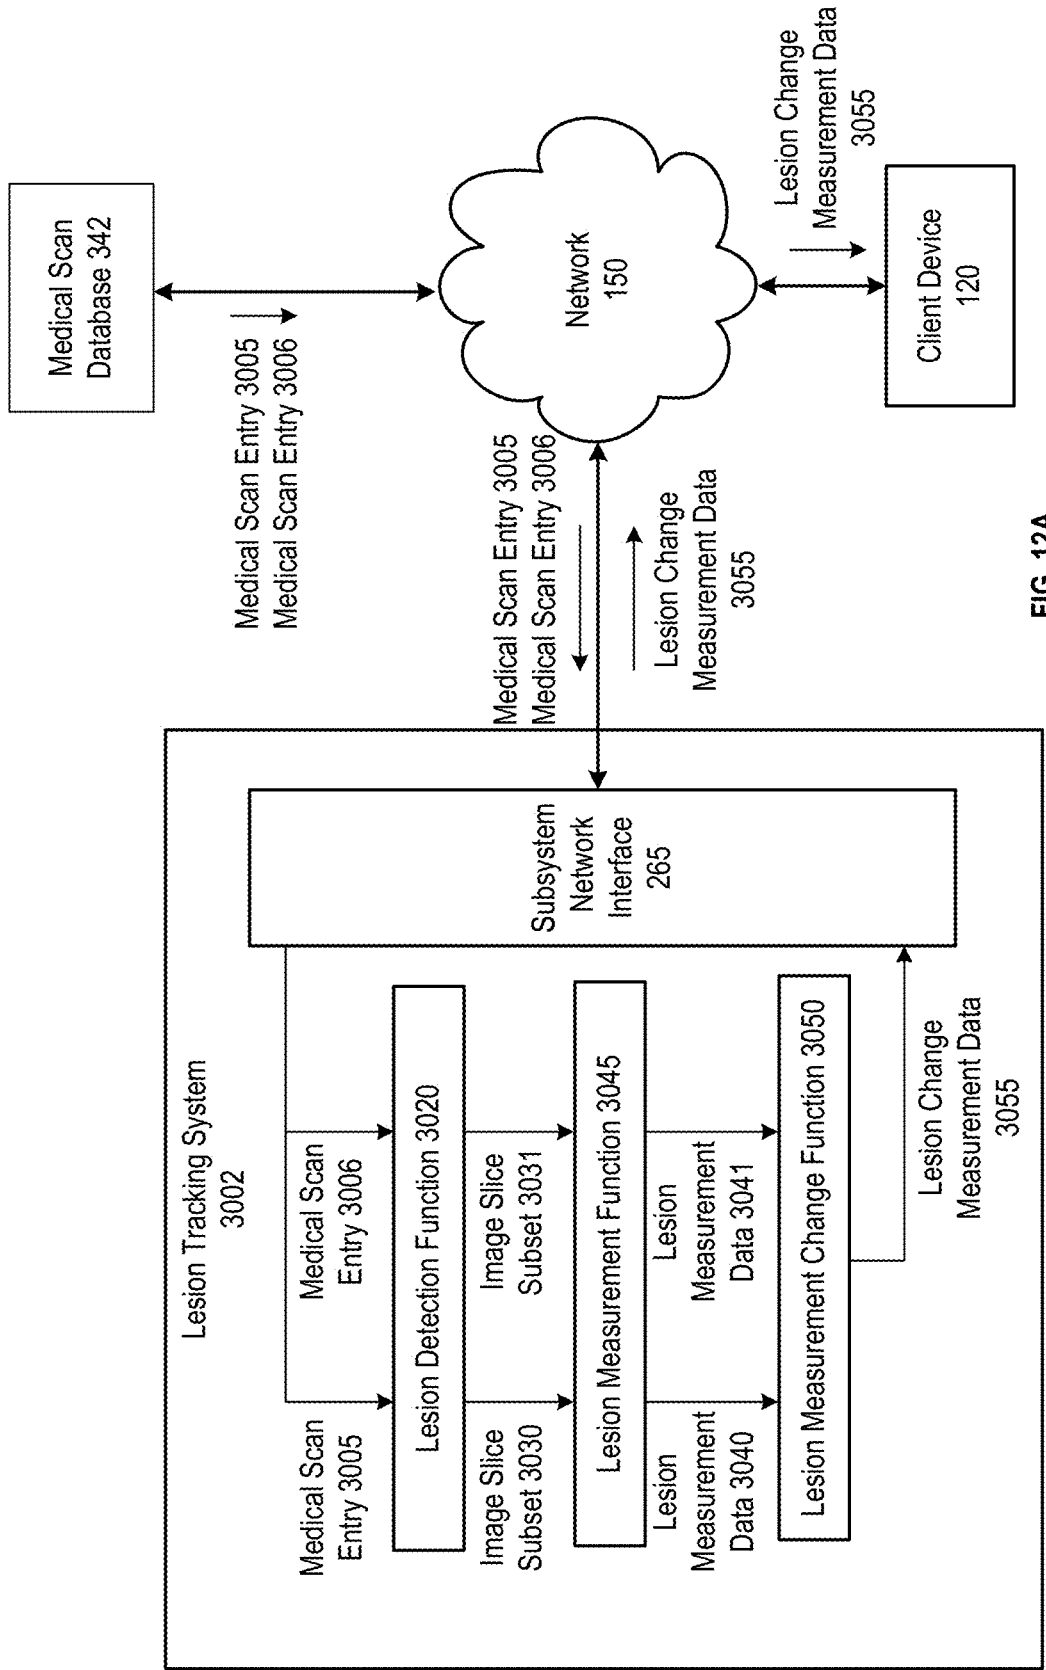 Lesion Tracking System
3002
Medical Scan
Entry 3005
Medical Scan
Entry 3006
Lesion Detection Function 3020
Image Slice
Subset 3030
Image Slice
Subset 3031
Lesion Measurement Function 3045
Lesion
Measurement
Data 3040
Lesion
Measurement
Data 3041
Lesion Measurement Change Function 3050
Lesion Change
Measurement Data
3055
Subsystem
Network
Interface
265
Medical Scan Entry 3005
Medical Scan Entry 3006
Lesion Change
Measurement Data
3055
Medical Scan
Database 342
Medical Scan Entry 3005
Medical Scan Entry 3006
Network
150
Lesion Change
Measurement Data
3055
Client Device
120
FIG. 12A